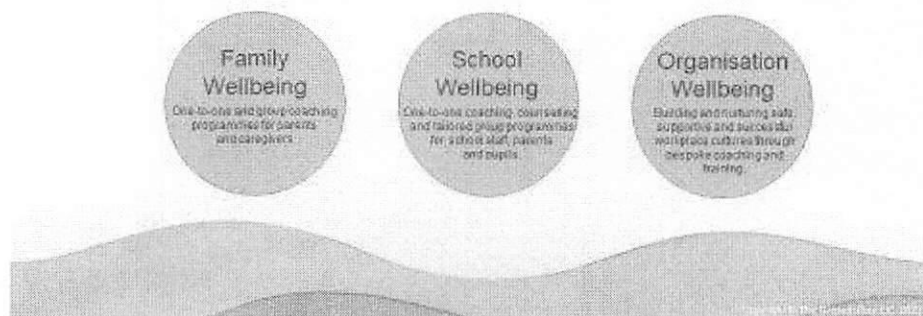 Family
Wellbeing
One-to-one and group coaching
programmes for parents
and caregivers
School
Wellbeing
One-to-one coaching, counselling
and tailored group programmes
for school staff, parents
and pupils.
Organisation
Wellbeing
Building and nurturing safe,
supportive and successful
workplace cultures through
bespoke coaching and
training.